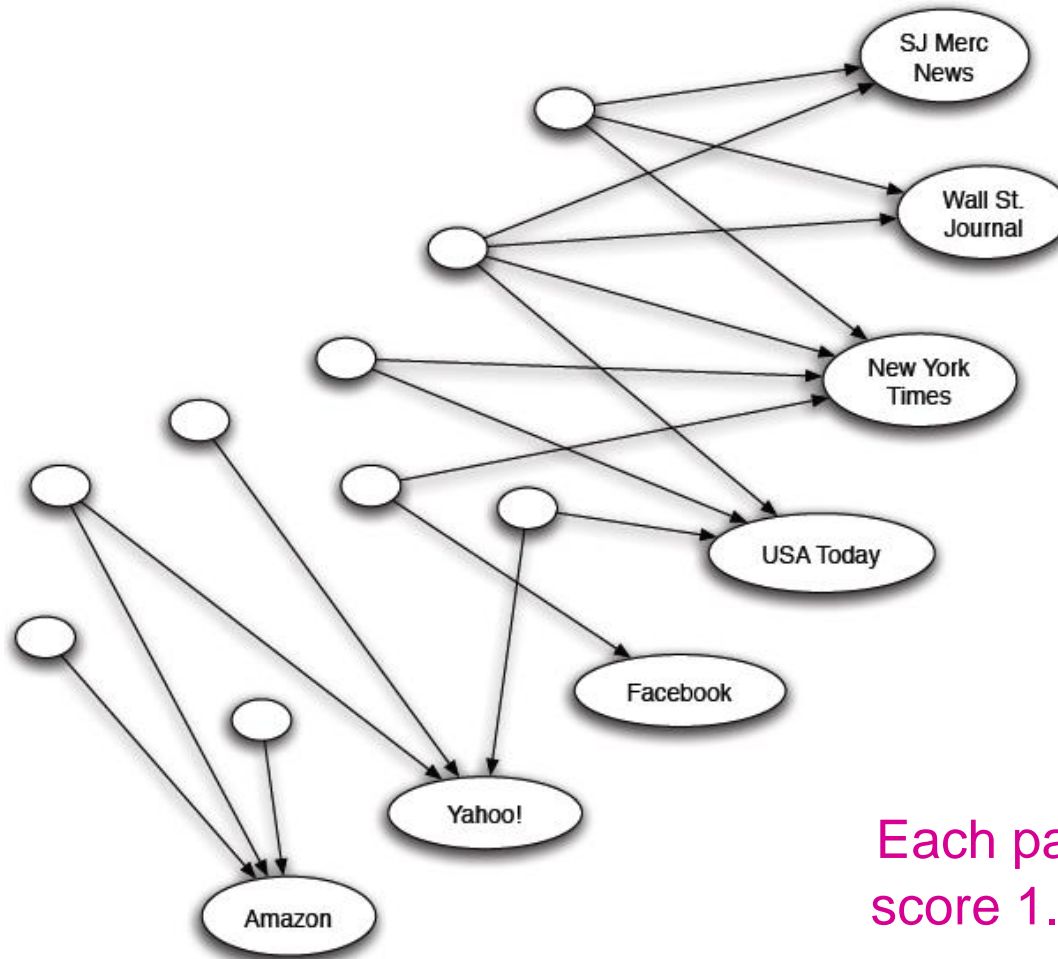 SJ Merc
News
Wall St.
Journal
New York
Times
USA Today
Facebook
Yahoo!
Amazon
Each pa
score 1.